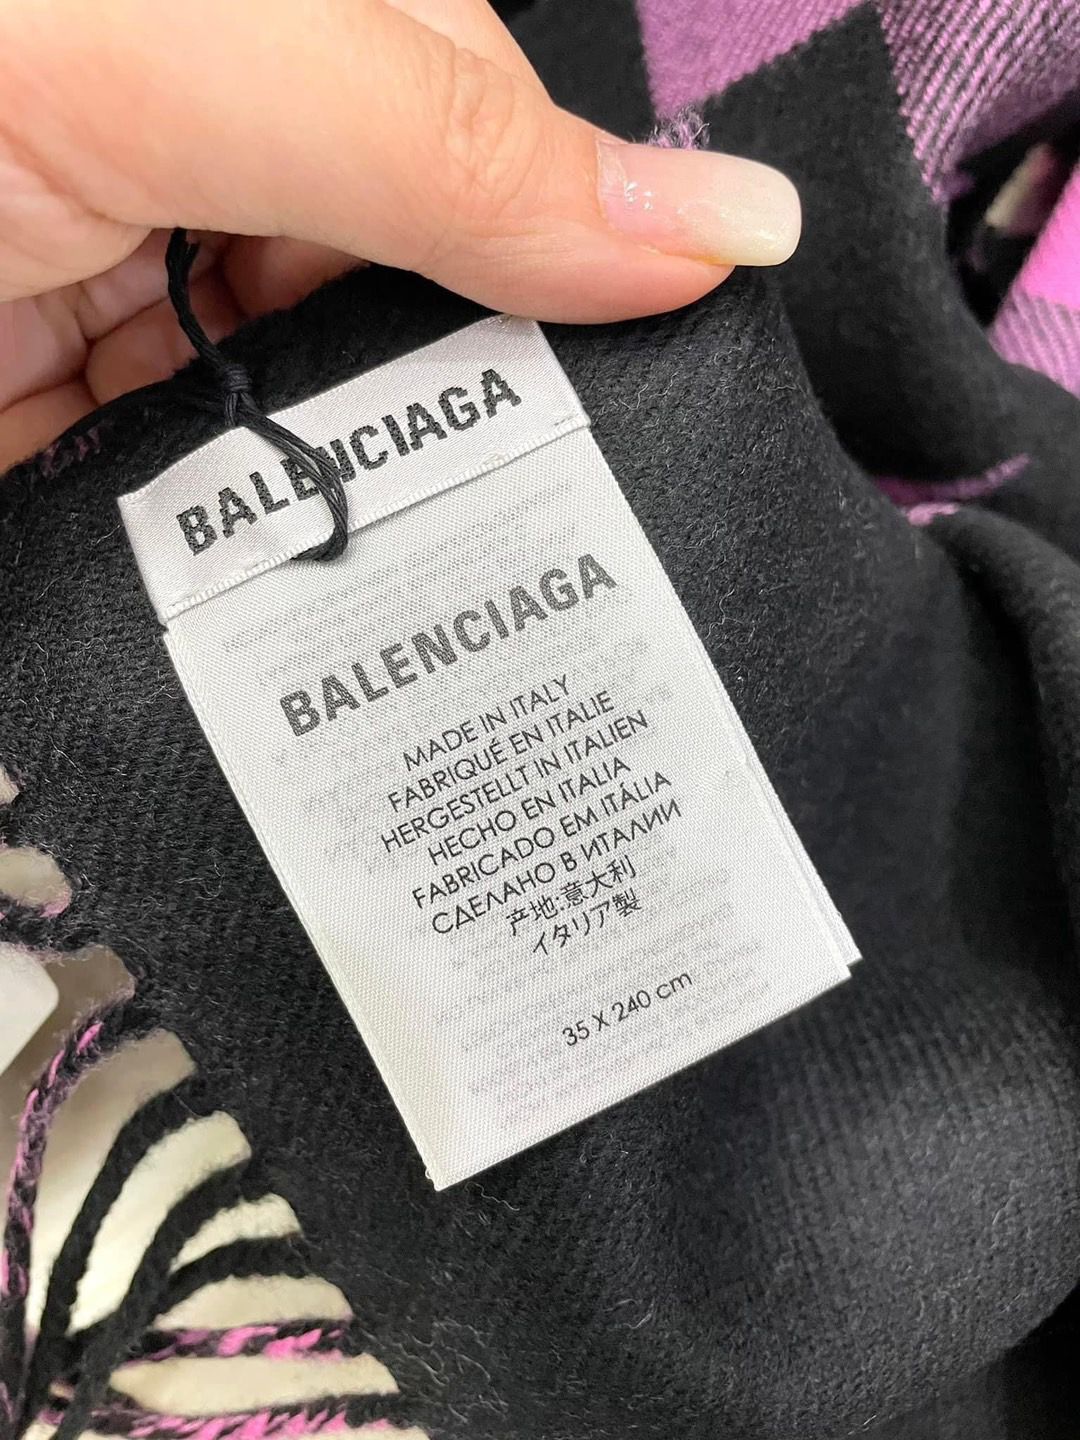 BALENCIAGA
BALENCIAGA
MADE IN ITALY
FABRIQUÉ EN ITALIE
HERGESTELLT IN ITALIEN
HECHO EN ITALIA
FABRICADO EM ITÁLIA
СДЕЛАНО В ИТАЛИИ
产地:意大利
イタリア製
35 X 240 cm